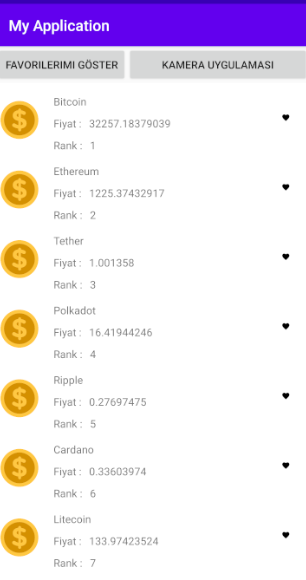 My Application
FAVORILERIMI GÖSTER
KAMERA UYGULAMASI
Bitcoin
Fiyat : 32257.18379039
Rank : 1
Ethereum
Fiyat : 1225.37432917
Rank : 2
Tether
Fiyat : 1.001358
Rank : 3
Polkadot
Fiyat : 16.41944246
Rank : 4
Ripple
Fiyat : 0.27697475
Rank : 5
Cardano
Fiyat : 0.33603974
Rank : 6
Litecoin
Fiyat : 133.97423524
Rank : 7